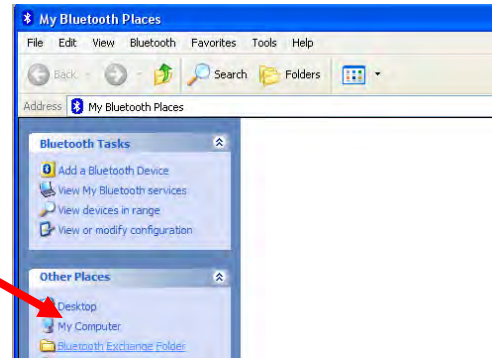 My Bluetooth Places
File Edit View Bluetooth Favorites Tools Help
Back Search Folders
Address My Bluetooth Places
Bluetooth Tasks
Add a Bluetooth Device
View My Bluetooth services
View devices in range
View or modify configuration
Other Places
Desktop
My Computer
Bluetooth Exchange Folder